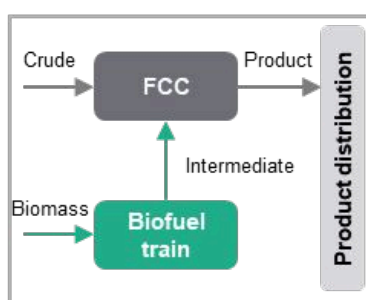 Crude
FCC
Product
Intermediate
Biomass
Biofuel
train
Product distribution